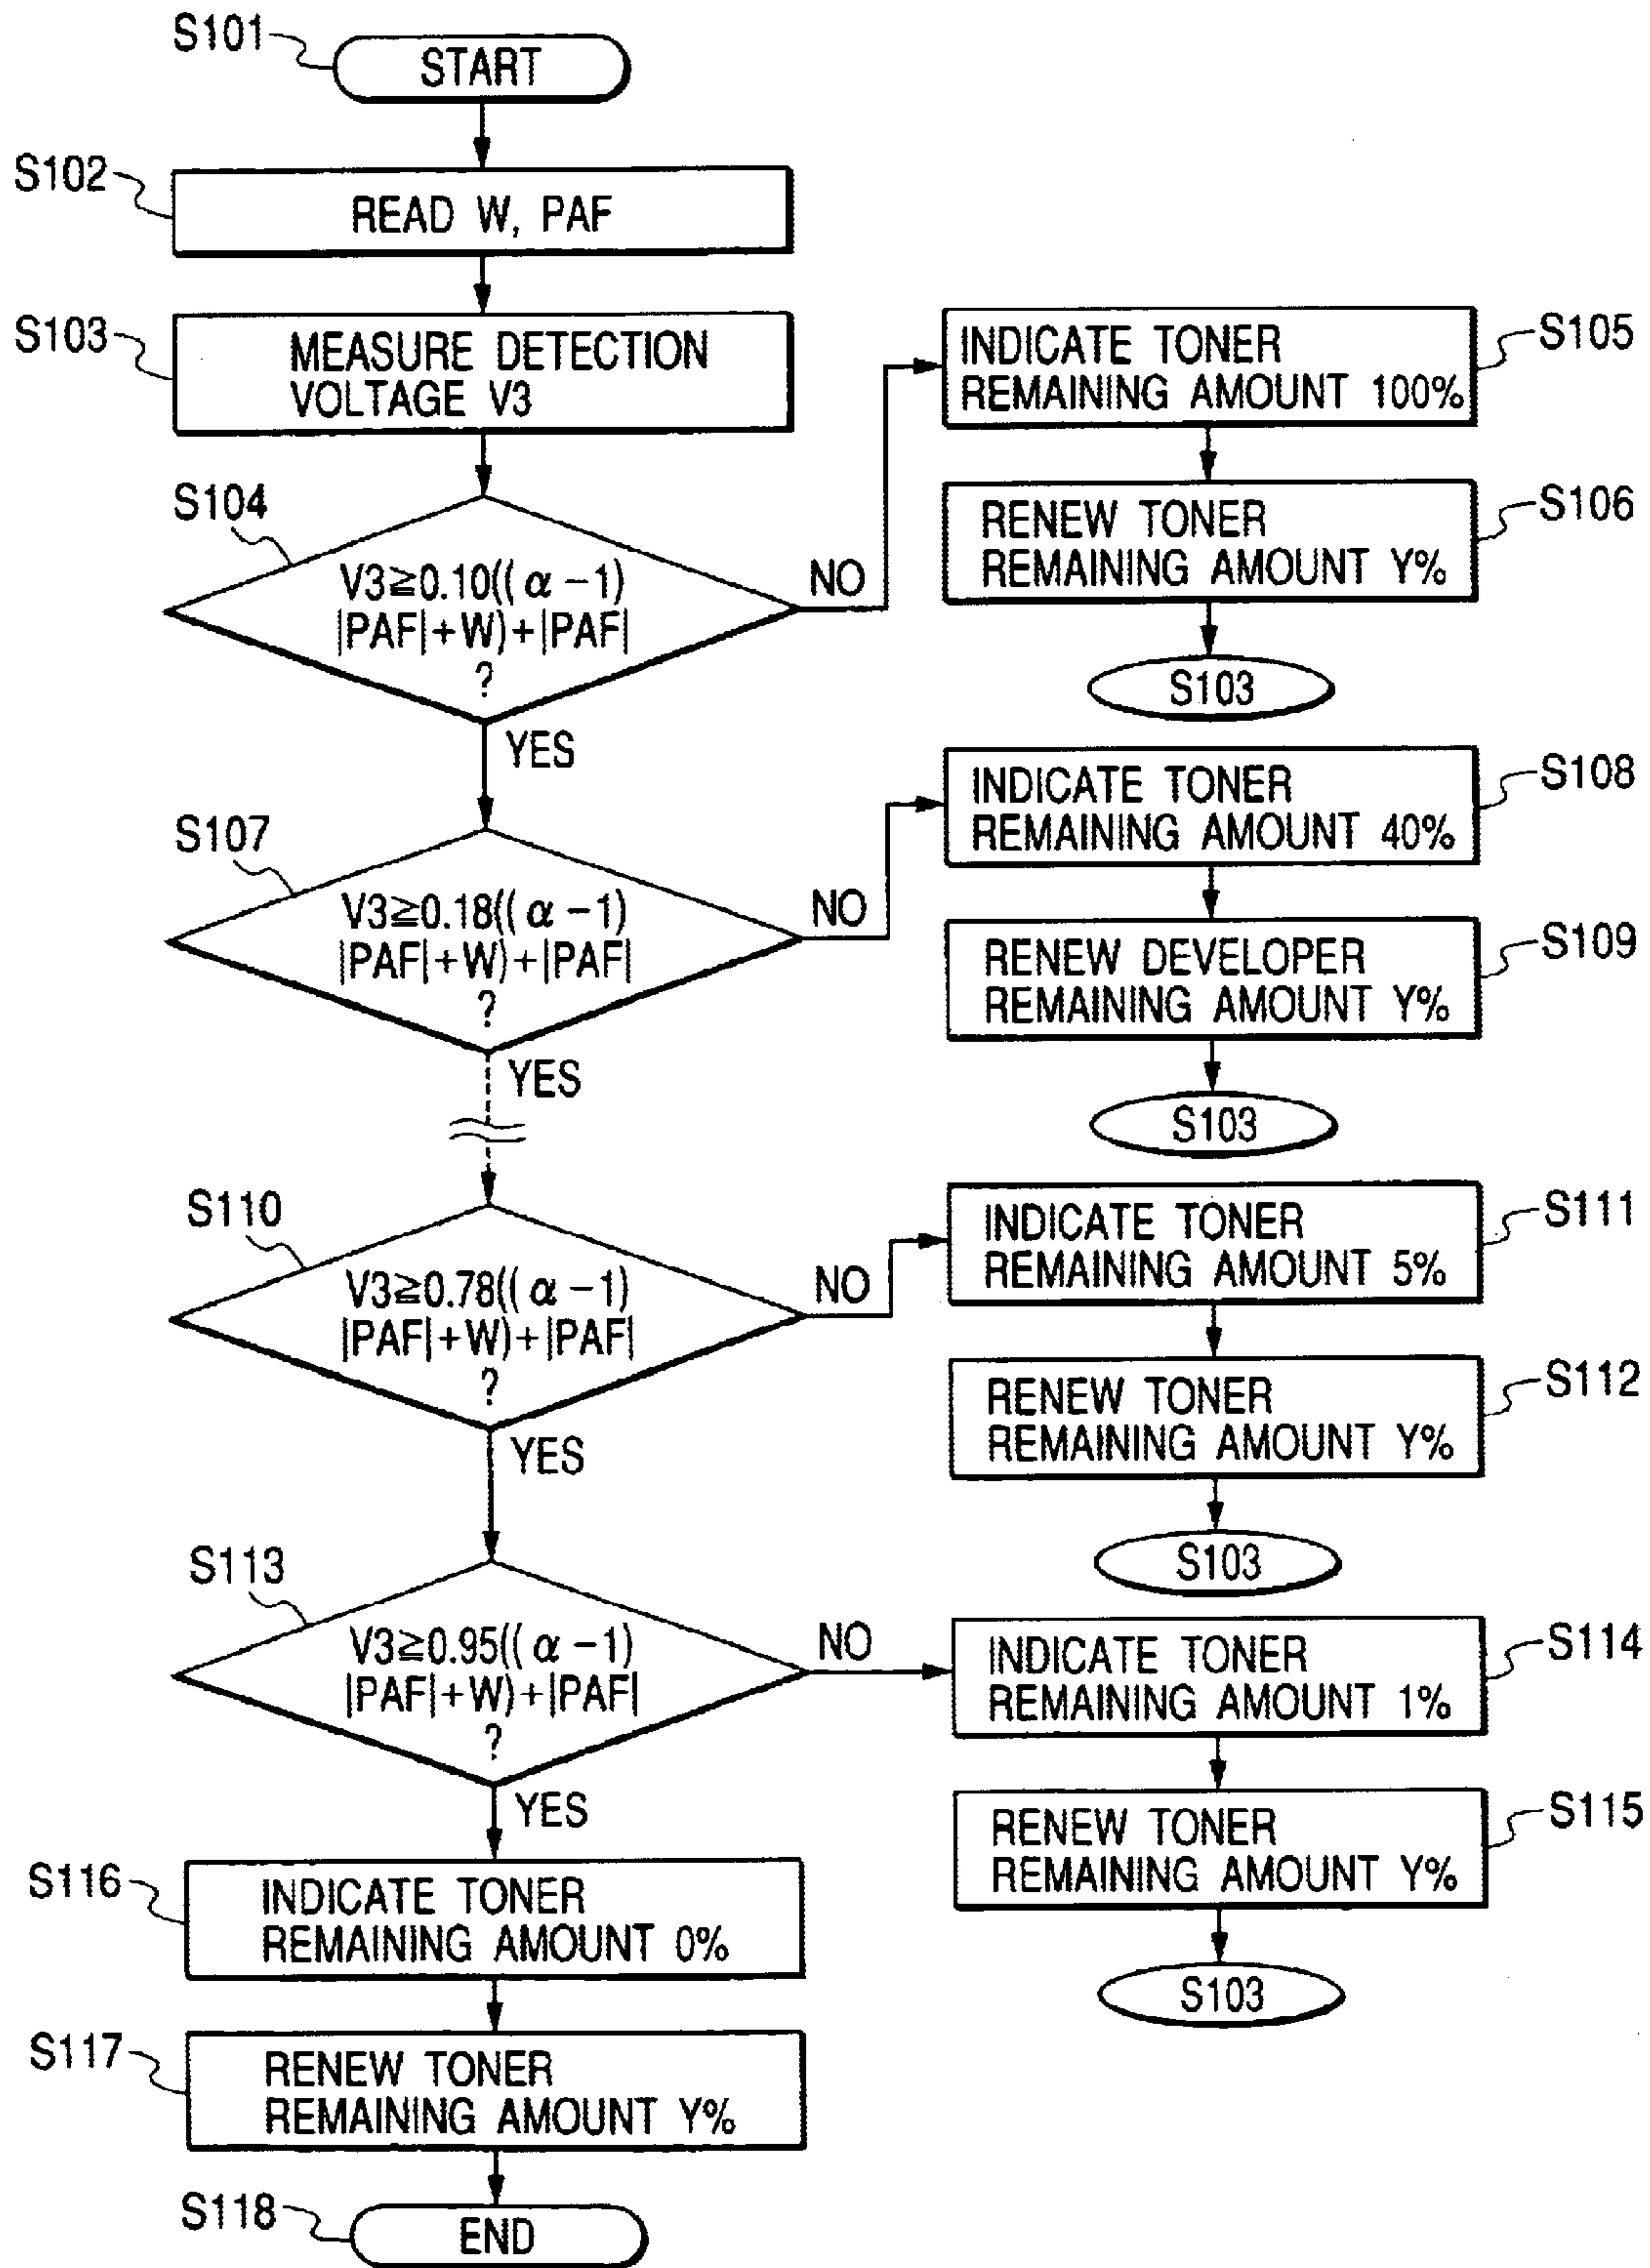 S101
START
S102
READ W, PAF
S103
MEASURE DETECTION
VOLTAGE V3
S104
V3≧0.10((α-1)
|PAF|+W)+|PAF|
?
NO
YES
S105
INDICATE TONER
REMAINING AMOUNT 100%
S106
RENEW TONER
REMAINING AMOUNT Y%
S103
S107
V3≧0.18((α-1)
|PAF|+W)+|PAF|
?
NO
YES
S108
INDICATE TONER
REMAINING AMOUNT 40%
S109
RENEW DEVELOPER
REMAINING AMOUNT Y%
S103
S110
V3≧0.78((α-1)
|PAF|+W)+|PAF|
?
NO
YES
S111
INDICATE TONER
REMAINING AMOUNT 5%
S112
RENEW TONER
REMAINING AMOUNT Y%
S103
S113
V3≧0.95((α-1)
|PAF|+W)+|PAF|
?
NO
YES
S114
INDICATE TONER
REMAINING AMOUNT 1%
S115
RENEW TONER
REMAINING AMOUNT Y%
S103
S116
INDICATE TONER
REMAINING AMOUNT 0%
S117
RENEW TONER
REMAINING AMOUNT Y%
S118
END